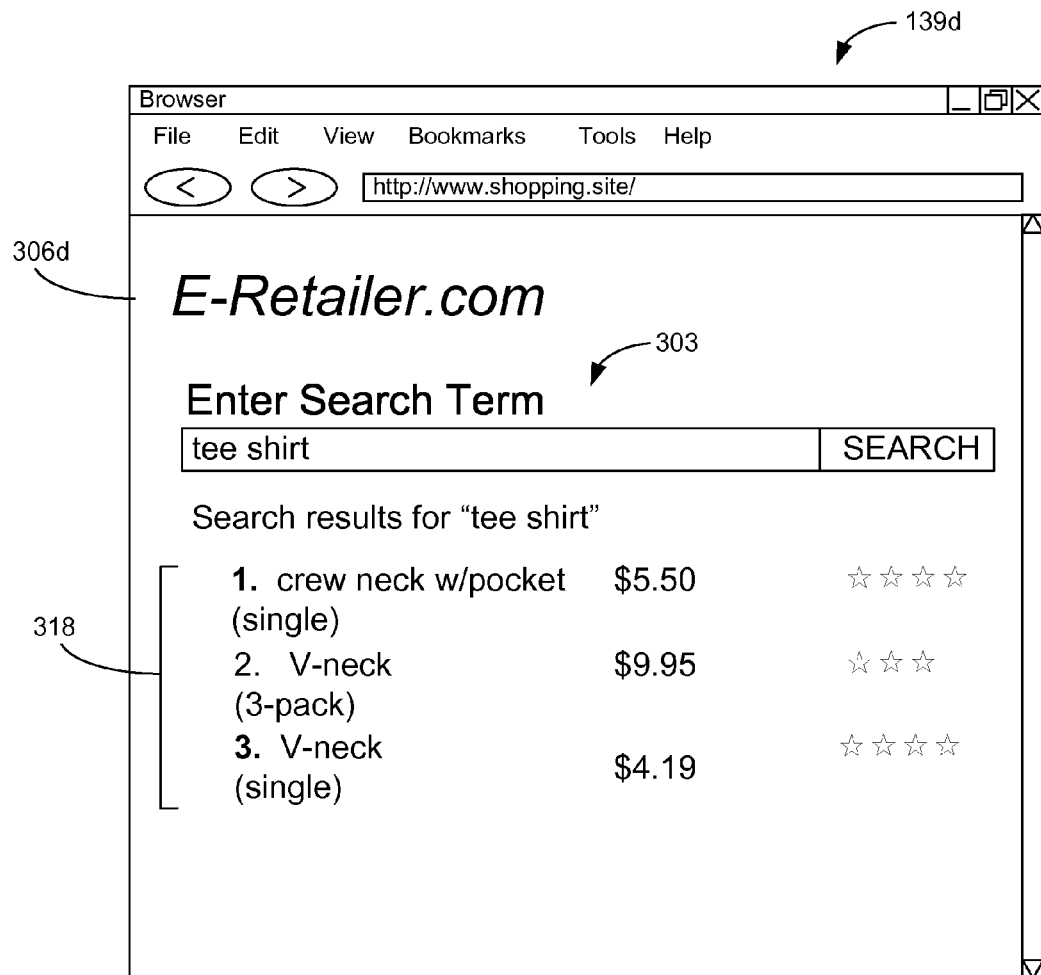 139d
Browser
File Edit View Bookmarks Tools Help
< > http://www.shopping.site/
306d
E-Retailer.com
303
Enter Search Term
tee shirt SEARCH
Search results for “tee shirt”
1. crew neck w/pocket $5.50 ☆☆☆☆
(single)
318
2. V-neck $9.95 ☆☆☆
(3-pack)
3. V-neck ☆☆☆☆
$4.19
(single)